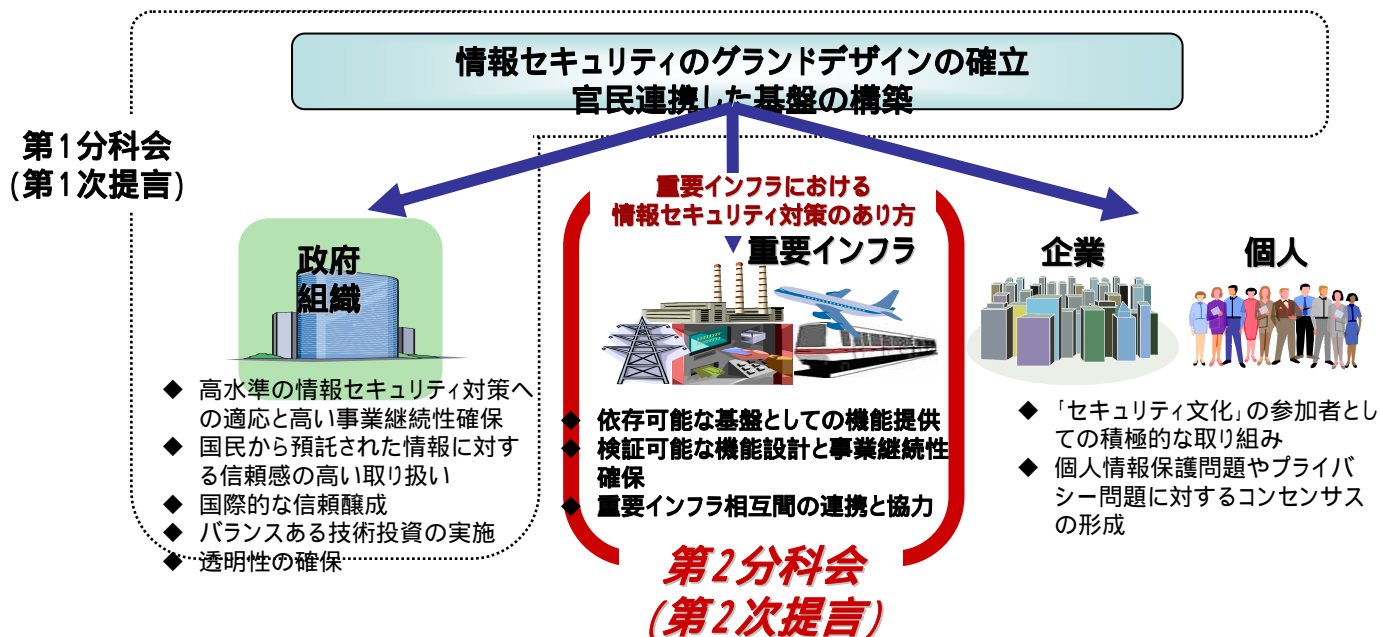 情報セキュリティのグランドデザインの確立
官民連携した基盤の構築
第1分科会
(第1次提言)
政府
組織
◆ 高水準の情報セキュリティ対策へ
の適応と高い事業継続性確保
◆ 国民から預託された情報に対す
る信頼感の高い取り扱い
◆ 国際的な信頼醸成
◆ バランスある技術投資の実施
◆ 透明性の確保
重要インフラにおける
情報セキュリティ対策のあり方
重要インフラ
◆ 依存可能な基盤としての機能提供
◆ 検証可能な機能設計と事業継続性
確保
◆ 重要インフラ相互間の連携と協力
第2分科会
(第2次提言)
企業
個人
◆ 「セキュリティ文化」の参加者とし
ての積極的な取り組み
◆ 個人情報保護問題やプライバ
シー問題に対するコンセンサス
の形成